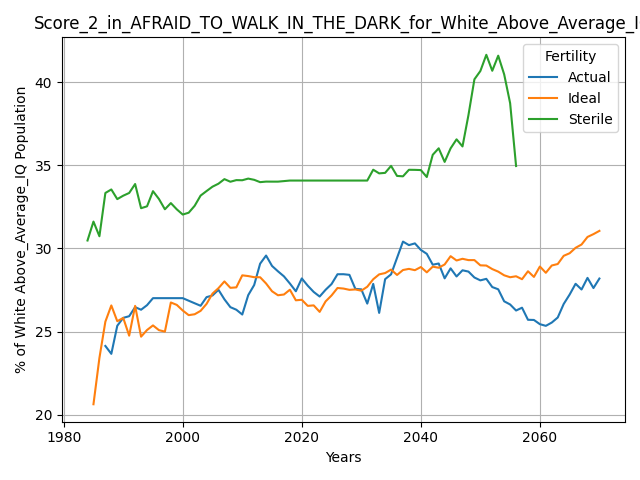 Score_2_in_AFRAID_TO_WALK_IN_THE_DARK_for_White_Above_Average_I
Fertility
Actual
Ideal
Sterile
% of White Above_Average_IQ Population
40
35
30
25
20
1980
2000
2020
2040
2060
Years